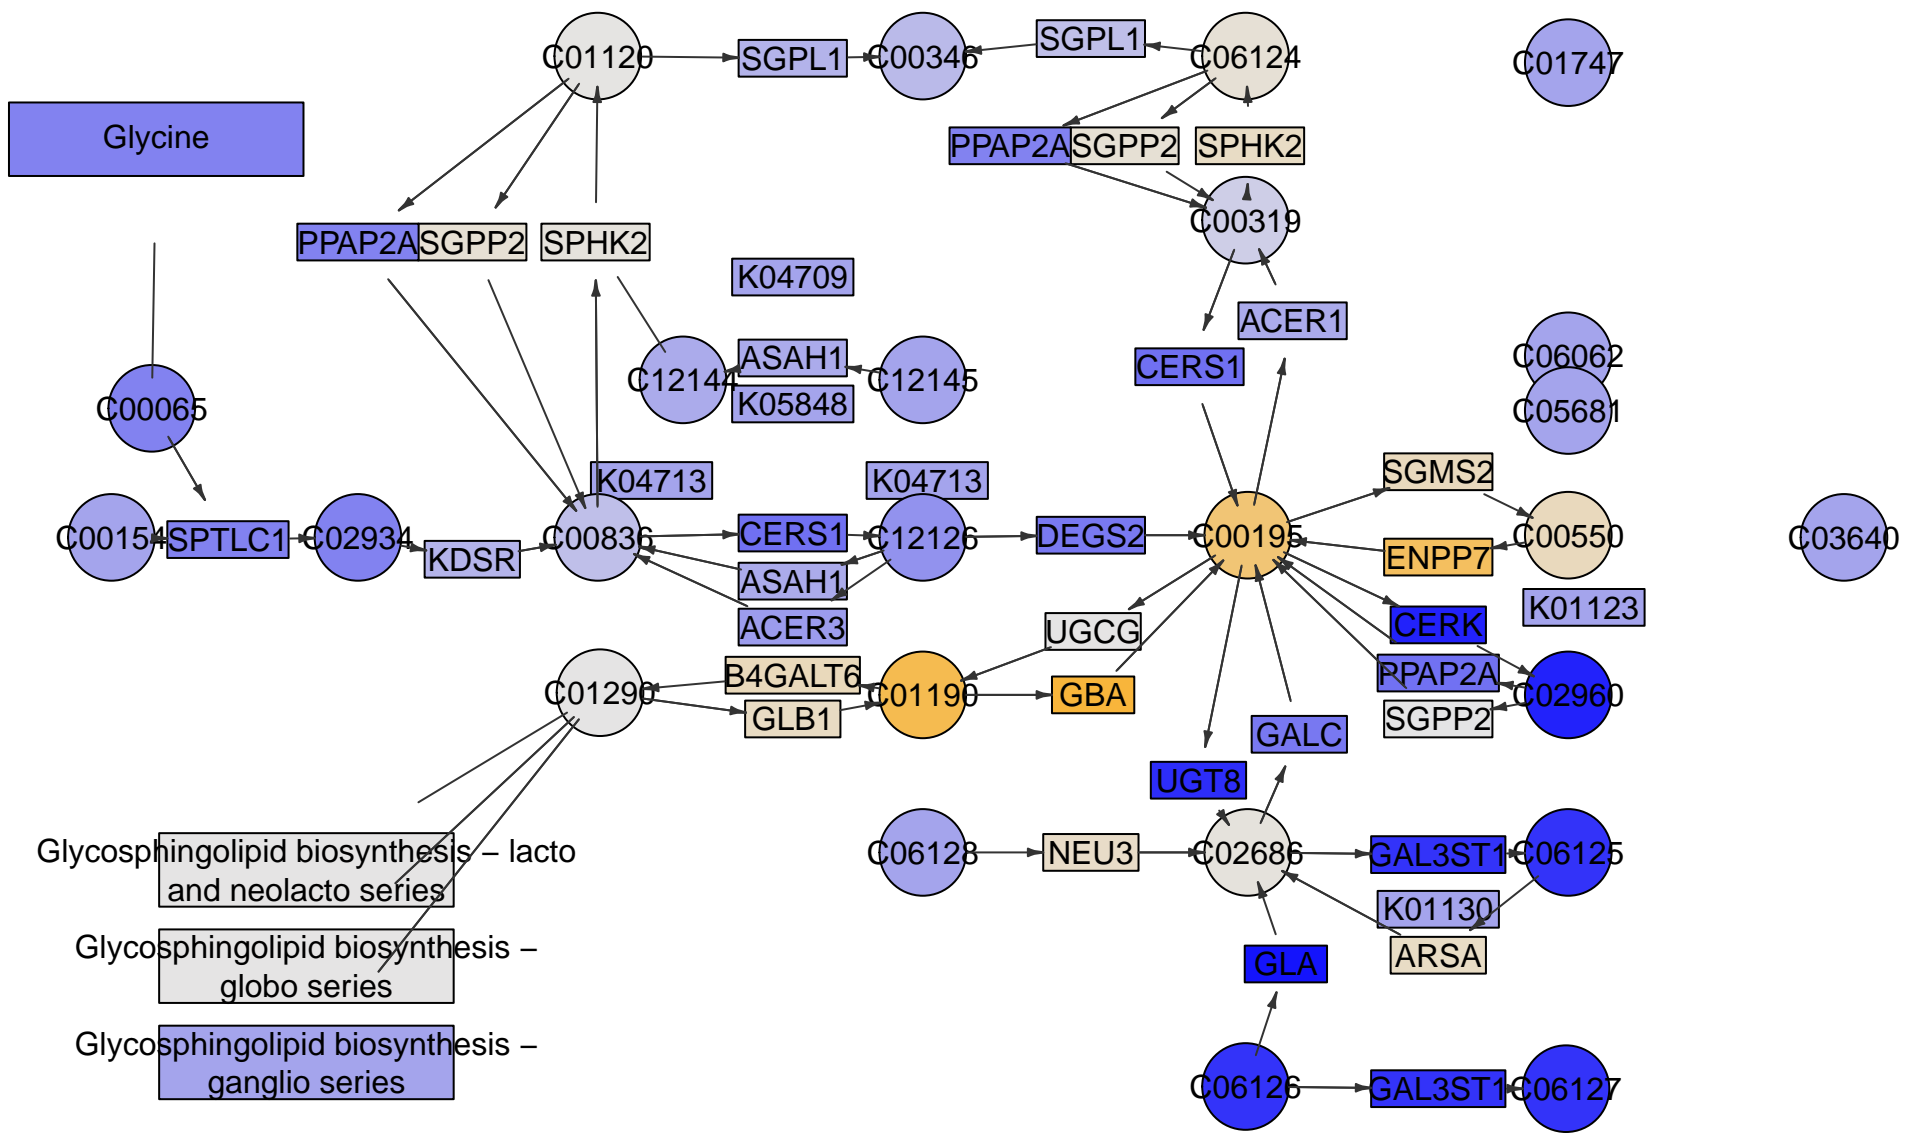 C01120
SGPL1
C00346
SGPL1
C06124
C01747
Glycine
PPAP2A
SGPP2
SPHK2
C00319
PPAP2A
SGPP2
SPHK2
K04709
ACER1
C12144
ASAH1
C12145
CERS1
C06062
K05848
C05681
C00065
K04713
K04713
SGMS2
C00154
SPTLC1
C02934
KDSR
C00836
CERS1
C12126
DEGS2
C00195
C00550
C03640
ENPP7
ASAH1
K01123
ACER3
UGCG
CERK
B4GALT6
PPAP2A
C01290
C01190
GBA
C02960
GLB1
SGPP2
GALC
UGT8
Glycosphingolipid biosynthesis – lacto
and neolacto series
C06128
NEU3
C02686
GAL3ST1
C06125
K01130
Glycosphingolipid biosynthesis –
globo series
GLA
ARSA
Glycosphingolipid biosynthesis –
ganglio series
C06126
GAL3ST1
C06127